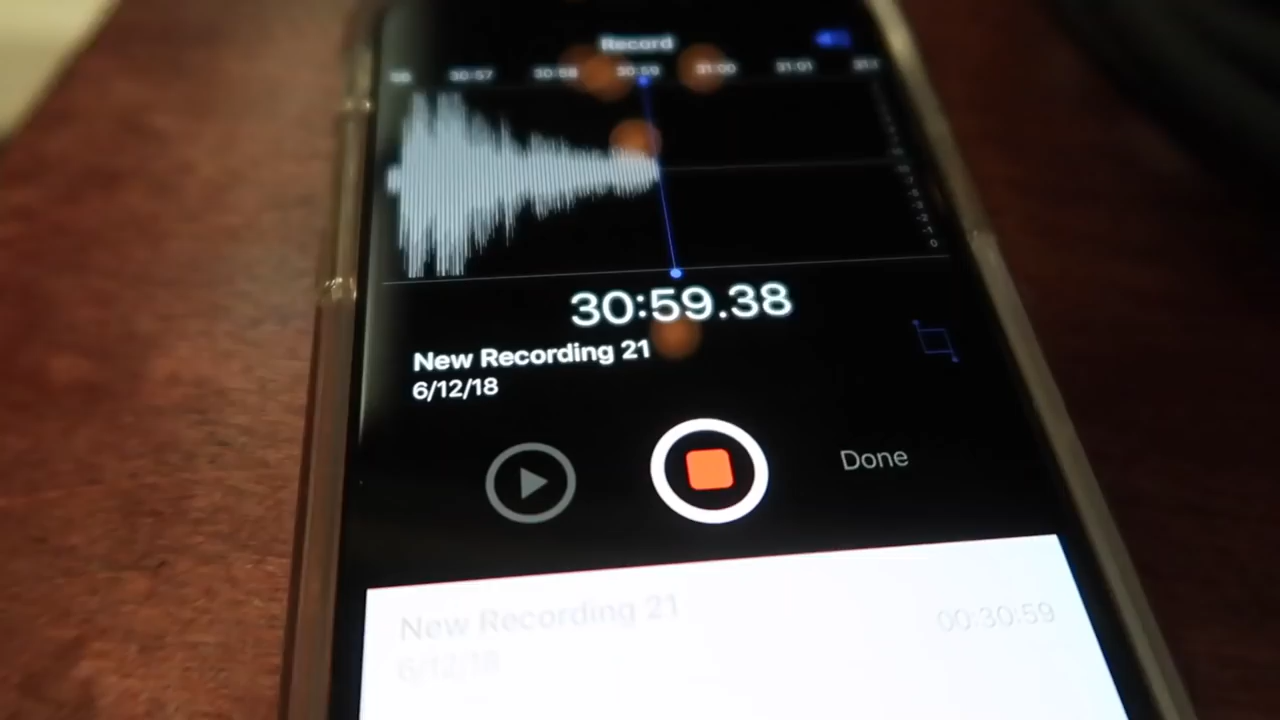 Record
30:57 30:58 30:59 31:00 31:01
30:59.38
New Recording 21
6/12/18
Done
New Recording 21
00:30:59
6/12/18